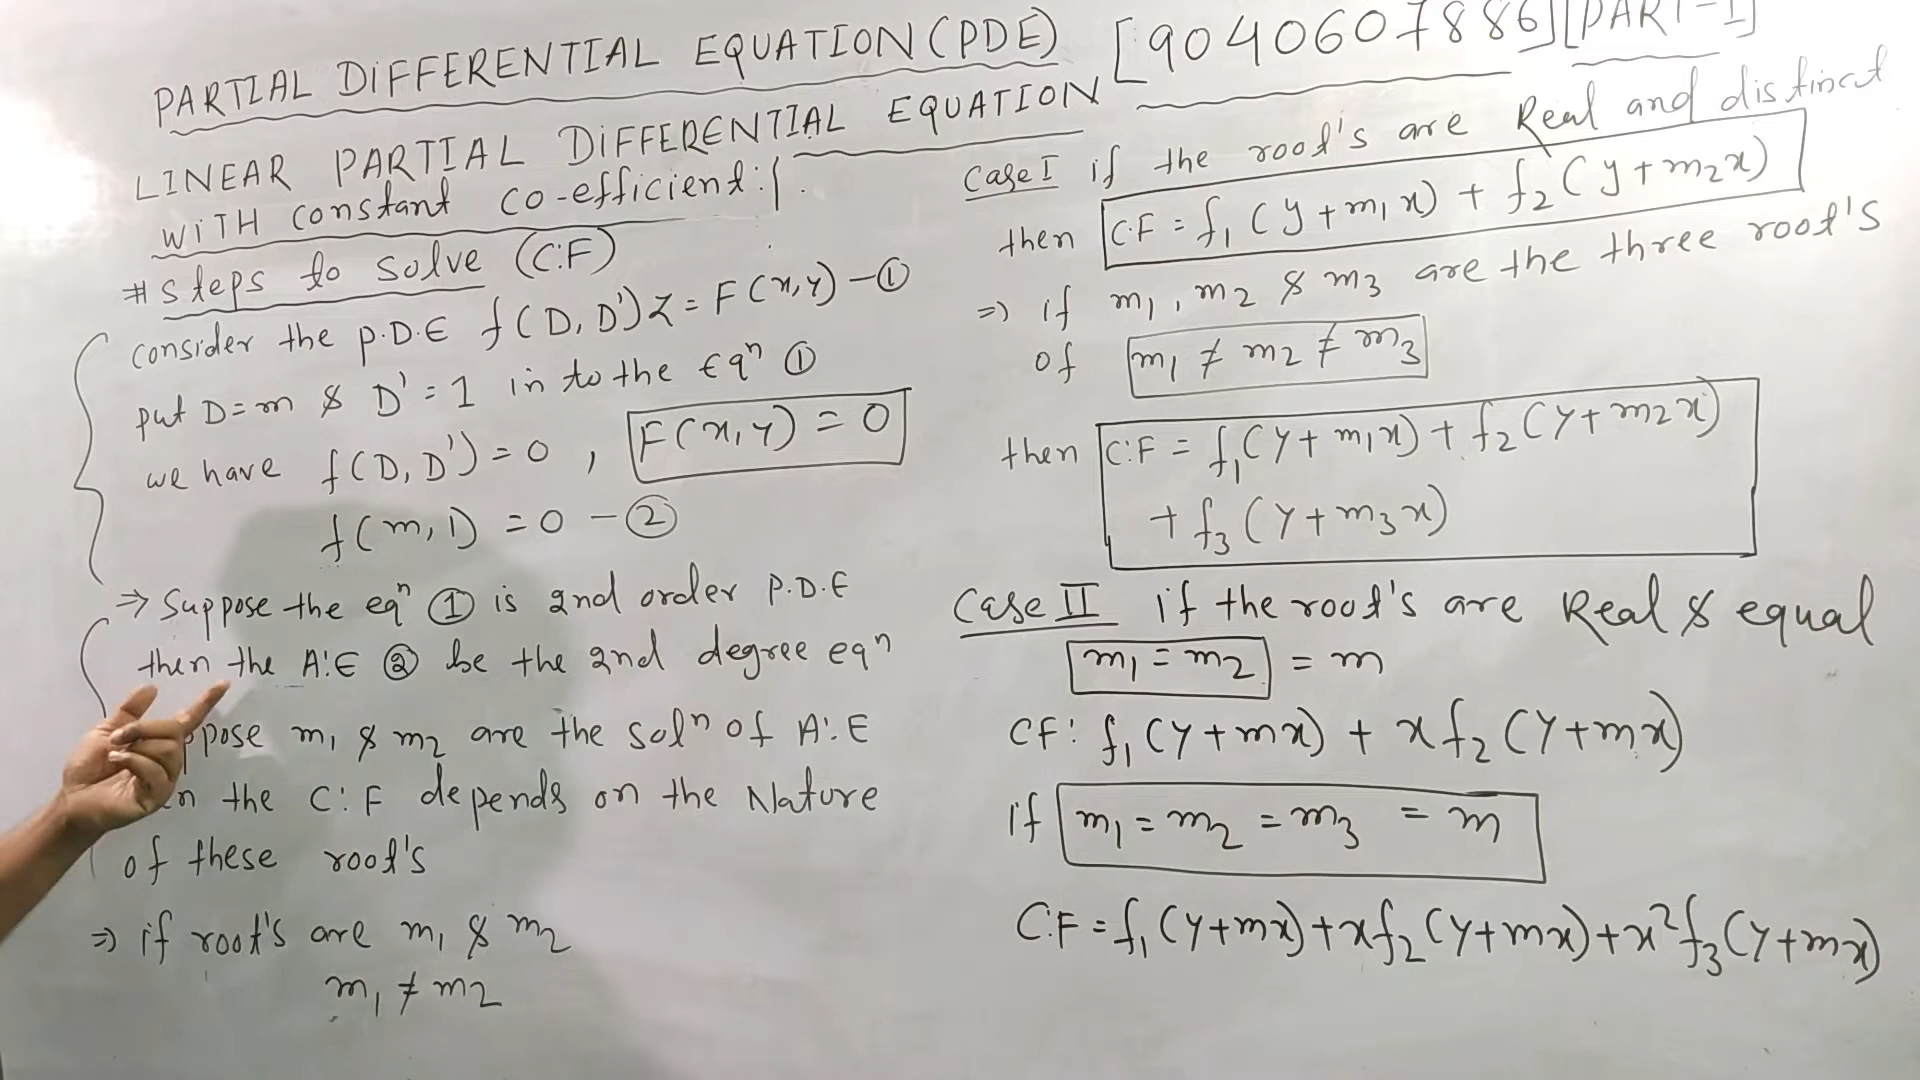 PARTIAL DIFFERENTIAL EQUATION (PDE) [9040607886][PART-I]
LINEAR PARTIAL DIFFERENTIAL EQUATION
WITH constant co-efficient:
# Steps to solve (C.F)
consider the P.D.E f(D, D')Z = F(x,y) - ①
put D=m & D' = 1 in to the Eqⁿ ①
we have f(D, D') = 0 , F(x,y) = 0
f(m,1) = 0 - ②
⇒ Suppose the eqⁿ ① is 2nd order P.D.E
then the A.E ② be the 2nd degree eqⁿ
m₁ & m₂ are the solⁿ of A.E
the C.F depends on the Nature
of these root's
⇒ if root's are m₁ & m₂
m₁ ≠ m₂
Case I if the root's are Real and distinct
then C.F = f₁(y+m₁x) + f₂(y+m₂x)
⇒ if m₁, m₂ & m₃ are the three root's
of m₁ ≠ m₂ ≠ m₃
then C.F = f₁(y+m₁x) + f₂(y+m₂x)
+ f₃(y+m₃x)
Case II if the root's are Real & equal
m₁ = m₂ = m
CF: f₁(y+mx) + x f₂(y+mx)
if m₁ = m₂ = m₃ = m
C.F = f₁(y+mx) + xf₂(y+mx) + x²f₃(y+mx)